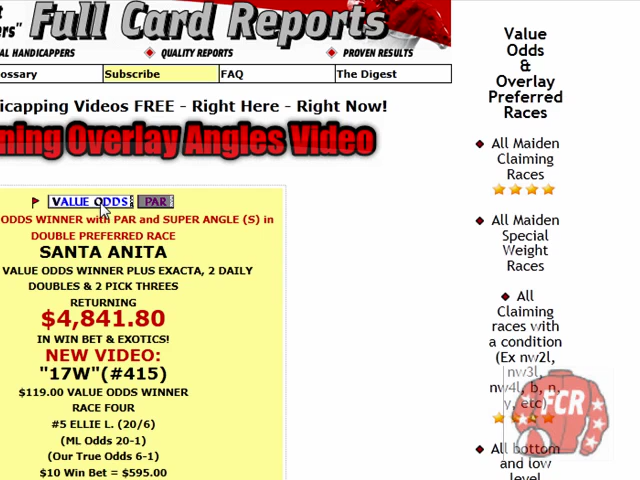 t Full Card Reports
ers"
AL HANDICAPPERS QUALITY REPORTS PROVEN RESULTS
ossary Subscribe FAQ The Digest
icapping Videos FREE - Right Here - Right Now!
ning Overlay Angles Video
VALUE ODDS PAR
ODDS WINNER with PAR and SUPER ANGLE (S) in
DOUBLE PREFERRED RACE
SANTA ANITA
VALUE ODDS WINNER PLUS EXACTA, 2 DAILY
DOUBLES & 2 PICK THREES
RETURNING
$4,841.80
IN WIN BET & EXOTICS!
NEW VIDEO:
"17W"(#415)
$119.00 VALUE ODDS WINNER
RACE FOUR
#5 ELLIE L. (20/6)
(ML Odds 20-1)
(Our True Odds 6-1)
$10 Win Bet = $595.00
Value
Odds
&
Overlay
Preferred
Races
All Maiden
Claiming
Races
All Maiden
Special
Weight
Races
All
Claiming
races with
a condition
(Ex nw2l,
nw3l,
nw4l, b, n,
y, etc)
All bottom
and low
level
FCR